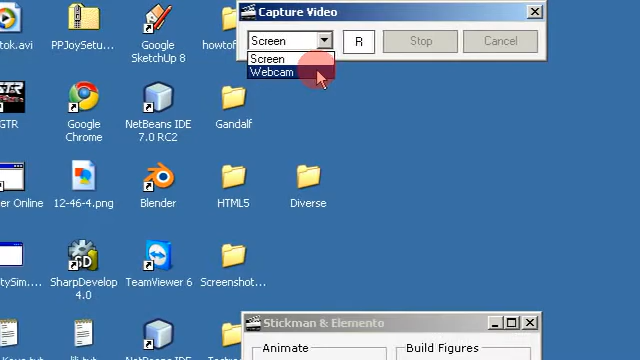 Capture Video
Screen
R
Stop
Cancel
Screen
Webcam
tok.avi
PPJoySetu...
Google
SketchUp 8
howtof
GTR
Google
Chrome
NetBeans IDE
7.0 RC2
Gandalf
er Online
12-46-4.png
Blender
HTML5
Diverse
tySim....
SharpDevelop
4.0
TeamViewer 6
Screenshot...
Stickman & Elemento
Animate
Build Figures